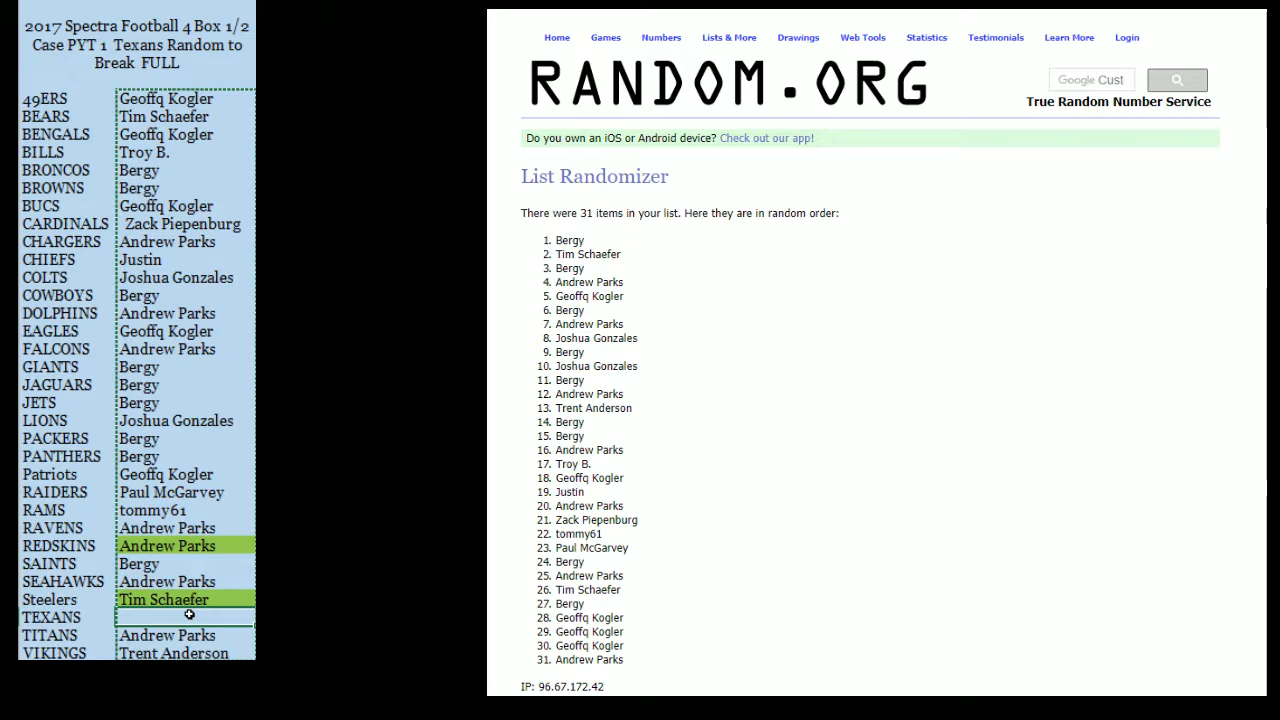 2017 Spectra Football 4 Box 1/2
Case PYT 1 Texans Random to
Break FULL
49ERS Geoffq Kogler
BEARS Tim Schaefer
BENGALS Geoffq Kogler
BILLS Troy B.
BRONCOS Bergy
BROWNS Bergy
BUCS Geoffq Kogler
CARDINALS Zack Piepenburg
CHARGERS Andrew Parks
CHIEFS Justin
COLTS Joshua Gonzales
COWBOYS Bergy
DOLPHINS Andrew Parks
EAGLES Geoffq Kogler
FALCONS Andrew Parks
GIANTS Bergy
JAGUARS Bergy
JETS Bergy
LIONS Joshua Gonzales
PACKERS Bergy
PANTHERS Bergy
Patriots Geoffq Kogler
RAIDERS Paul McGarvey
RAMS tommy61
RAVENS Andrew Parks
REDSKINS Andrew Parks
SAINTS Bergy
SEAHAWKS Andrew Parks
Steelers Tim Schaefer
TEXANS
TITANS Andrew Parks
VIKINGS Trent Anderson
Home Games Numbers Lists & More Drawings Web Tools Statistics Testimonials Learn More Login
RANDOM.ORG
Google Cust
True Random Number Service
Do you own an iOS or Android device? Check out our app!
List Randomizer
There were 31 items in your list. Here they are in random order:
1. Bergy
2. Tim Schaefer
3. Bergy
4. Andrew Parks
5. Geoffq Kogler
6. Bergy
7. Andrew Parks
8. Joshua Gonzales
9. Bergy
10. Joshua Gonzales
11. Bergy
12. Andrew Parks
13. Trent Anderson
14. Bergy
15. Bergy
16. Andrew Parks
17. Troy B.
18. Geoffq Kogler
19. Justin
20. Andrew Parks
21. Zack Piepenburg
22. tommy61
23. Paul McGarvey
24. Bergy
25. Andrew Parks
26. Tim Schaefer
27. Bergy
28. Geoffq Kogler
29. Geoffq Kogler
30. Geoffq Kogler
31. Andrew Parks
IP: 96.67.172.42